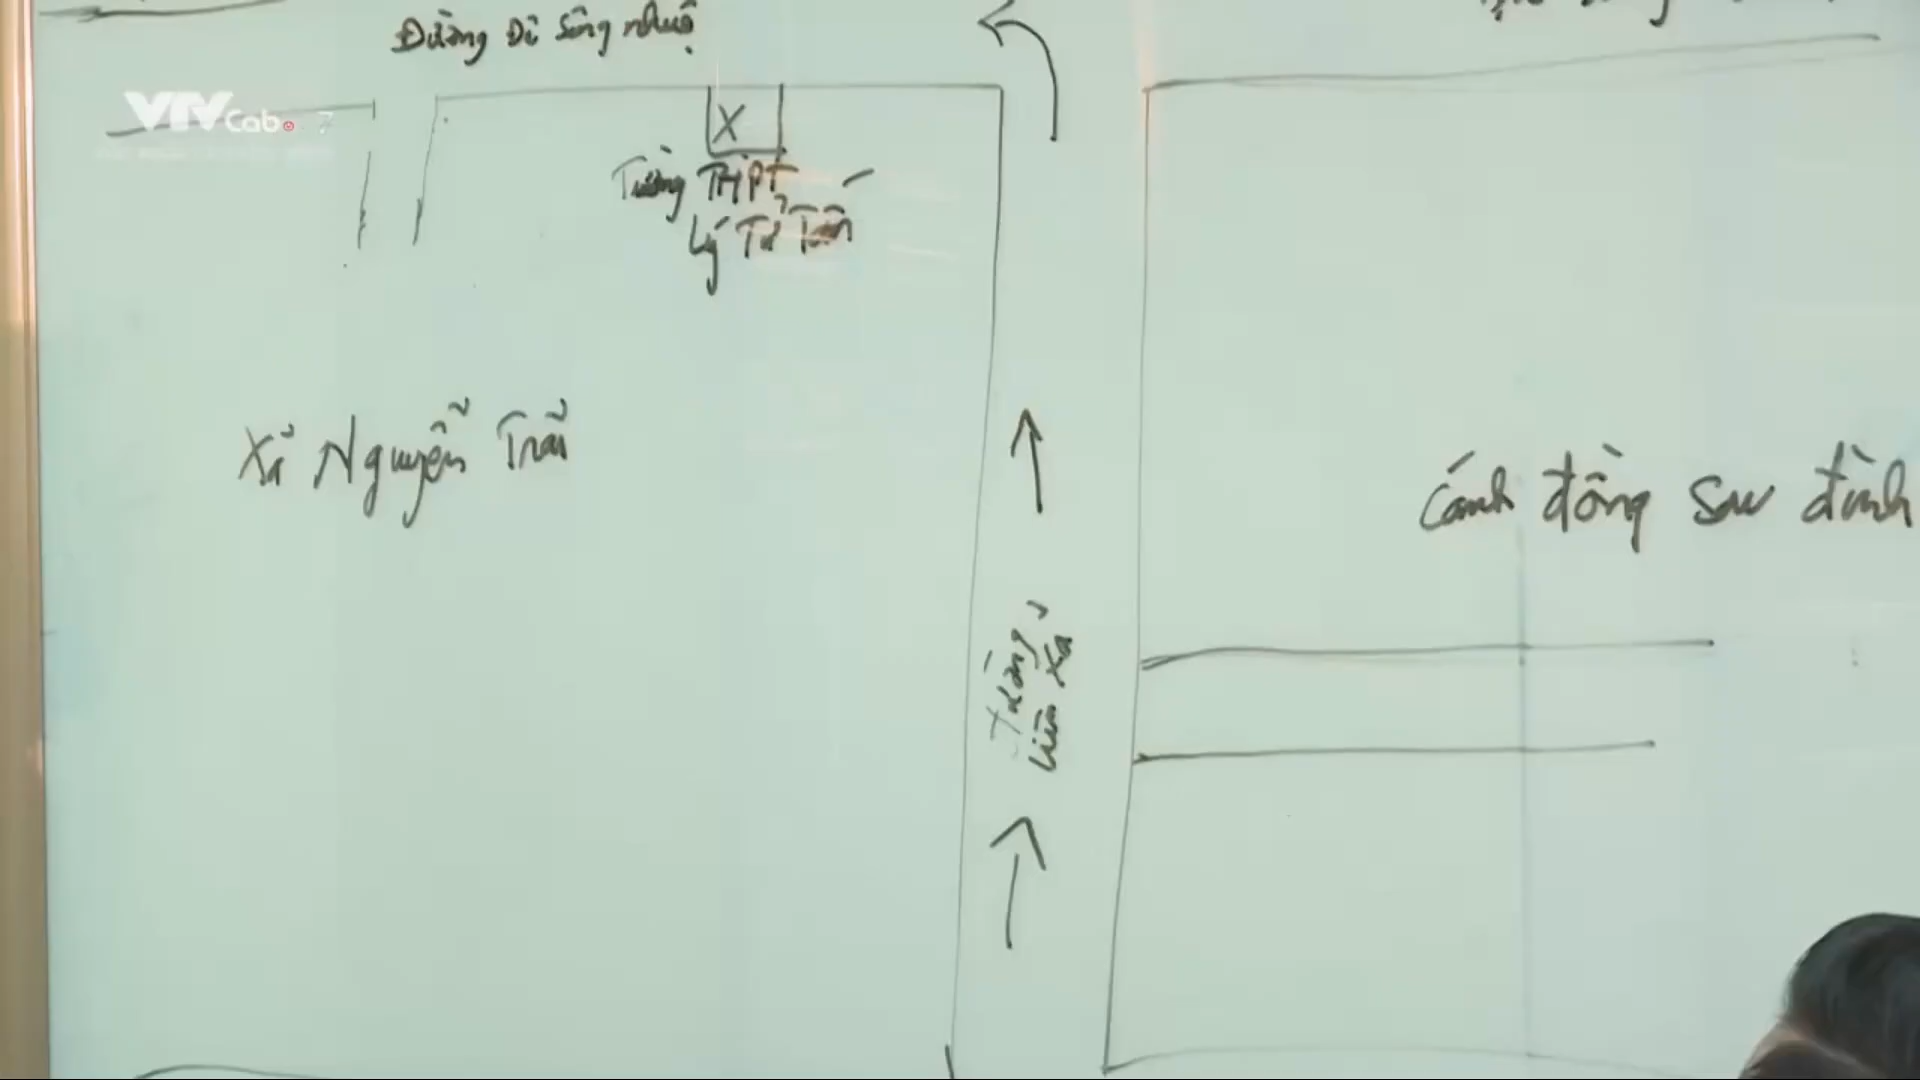 Đường Đi Sông nhuệ
VTVCab 7
X
Trường THPT
Lý Tử Tấn
Xã Nguyễn Trãi
Cánh đồng sau đình
Đường
liên xã